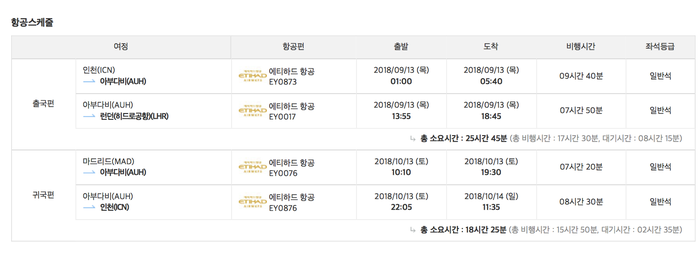 항공스케줄
여정 항공편 출발 도착 비행시간 좌석등급
출국편
인천(ICN)
아부다비(AUH)
ETIHAD
AIRWAYS
에티하드 항공
EY0873
2018/09/13 (목)
01:00
2018/09/13 (목)
05:40
09시간 40분
일반석
아부다비(AUH)
런던(히드로공항)(LHR)
ETIHAD
AIRWAYS
에티하드 항공
EY0017
2018/09/13 (목)
13:55
2018/09/13 (목)
18:45
07시간 50분
일반석
총 소요시간 : 25시간 45분 (총 비행시간 : 17시간 30분, 대기시간 : 08시간 15분)
귀국편
마드리드(MAD)
아부다비(AUH)
ETIHAD
AIRWAYS
에티하드 항공
EY0076
2018/10/13 (토)
10:10
2018/10/13 (토)
19:30
07시간 20분
일반석
아부다비(AUH)
인천(ICN)
ETIHAD
AIRWAYS
에티하드 항공
EY0876
2018/10/13 (토)
22:05
2018/10/14 (일)
11:35
08시간 30분
일반석
총 소요시간 : 18시간 25분 (총 비행시간 : 15시간 50분, 대기시간 : 02시간 35분)